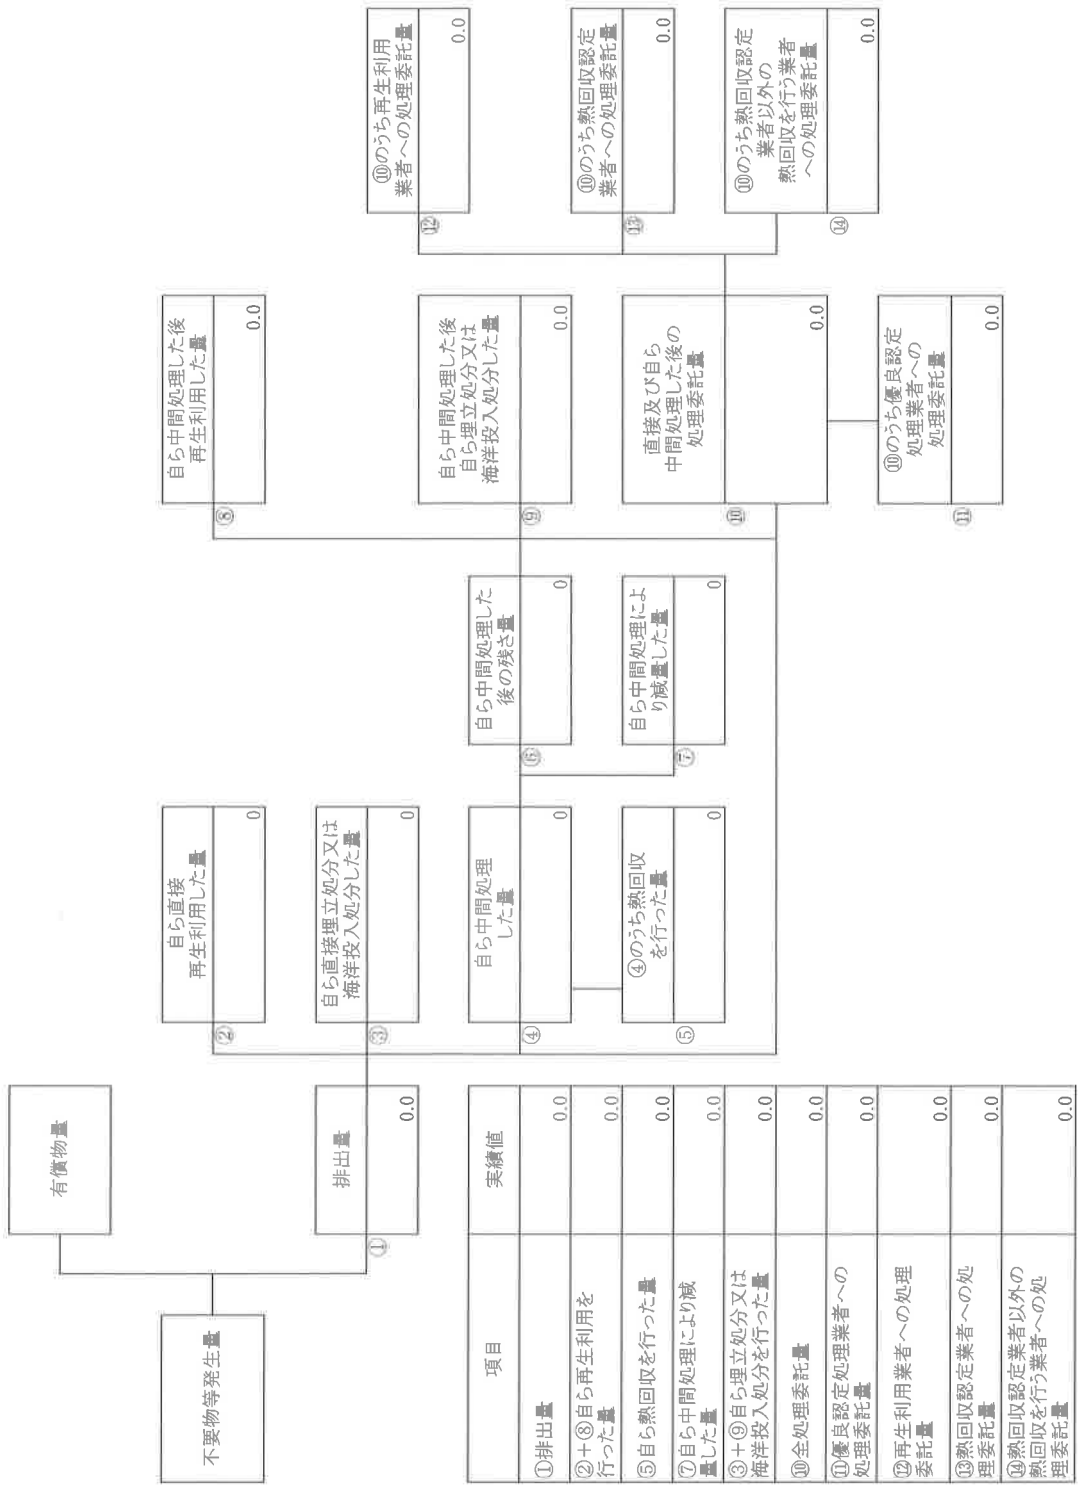 有償物量
不要物等発生量
①
排出量
0.0
②
自ら直接
再生利用した量
0
③
自ら直接埋立処分又は
海洋投入処分した量
0
④
自ら中間処理
した量
0
⑤
④のうち熱回収
を行った量
0
⑥
自ら中間処理した
後の残さ量
0
⑦
自ら中間処理によ
り減量した量
0
⑧
自ら中間処理した後
再生利用した量
0.0
⑨
自ら中間処理した後
自ら埋立処分又は
海洋投入処分した量
0.0
⑩
直接及び自ら
中間処理した後の
処理委託量
0.0
⑪
⑩のうち優良認定
処理業者への
処理委託量
0.0
⑫
⑩のうち再生利用
業者への処理委託量
0.0
⑬
⑩のうち熱回収認定
業者への処理委託量
0.0
⑭
⑩のうち熱回収認定
業者以外の
熱回収を行う業者
への処理委託量
0.0
項目 実績値
①排出量 0.0
②+⑧自ら再生利用を
行った量 0.0
⑤自ら熱回収を行った量 0.0
⑦自ら中間処理により減
量した量 0.0
③+⑨自ら埋立処分又は
海洋投入処分を行った量 0.0
⑩全処理委託量 0.0
⑪優良認定処理業者への
処理委託量 0.0
⑫再生利用業者への処理
委託量 0.0
⑬熱回収認定業者への処
理委託量 0.0
⑭熱回収認定業者以外の
熱回収を行う業者への処
理委託量 0.0